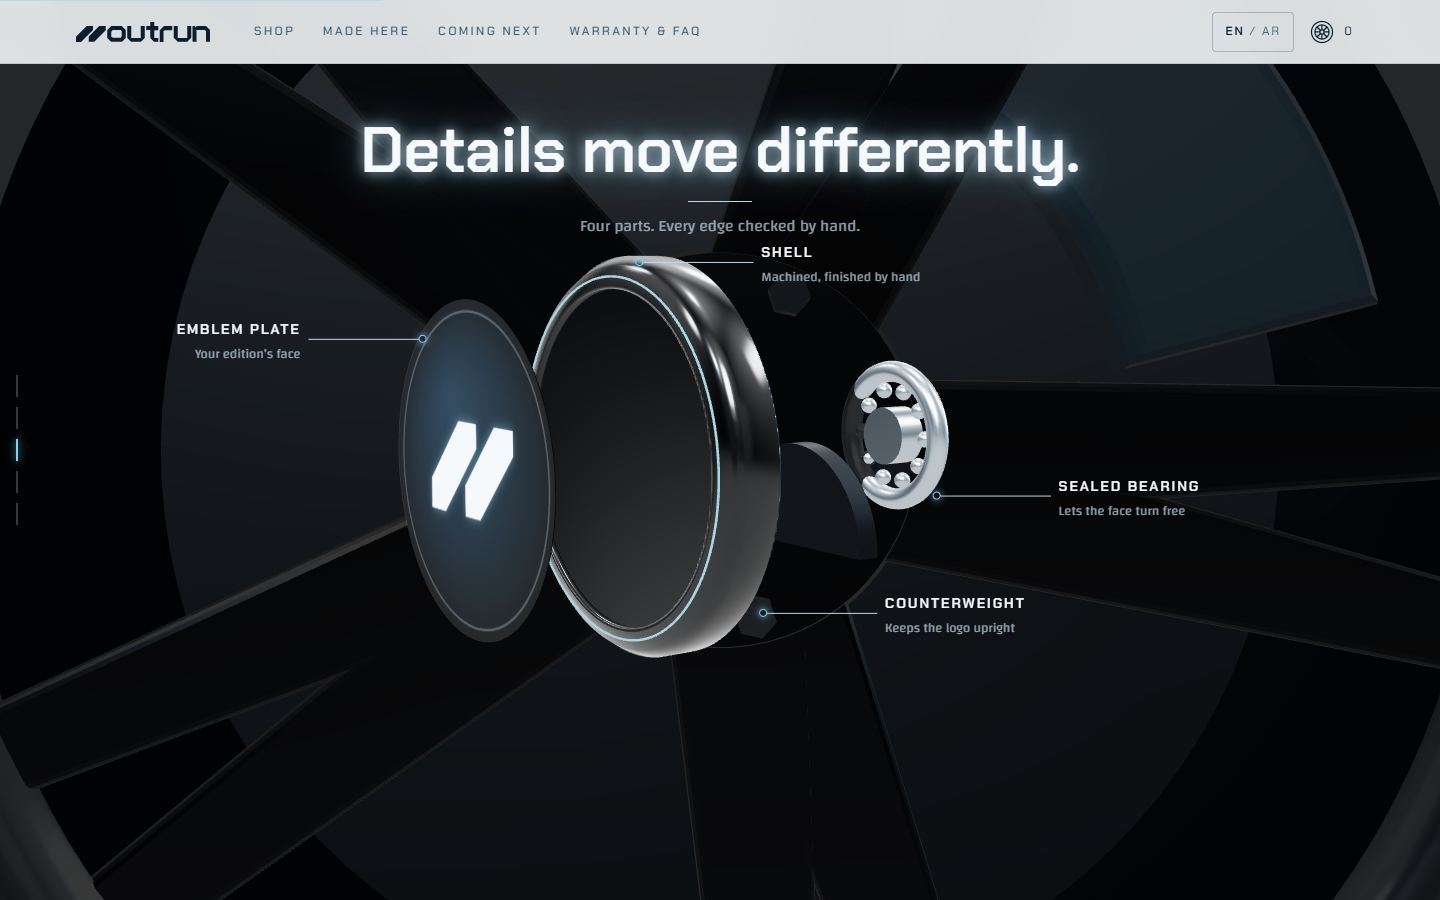 outrun
SHOP
MADE HERE
COMING NEXT
WARRANTY & FAQ
EN / AR
0
Details move differently.
Four parts. Every edge checked by hand.
SHELL
Machined, finished by hand
EMBLEM PLATE
Your edition's face
SEALED BEARING
Lets the face turn free
COUNTERWEIGHT
Keeps the logo upright